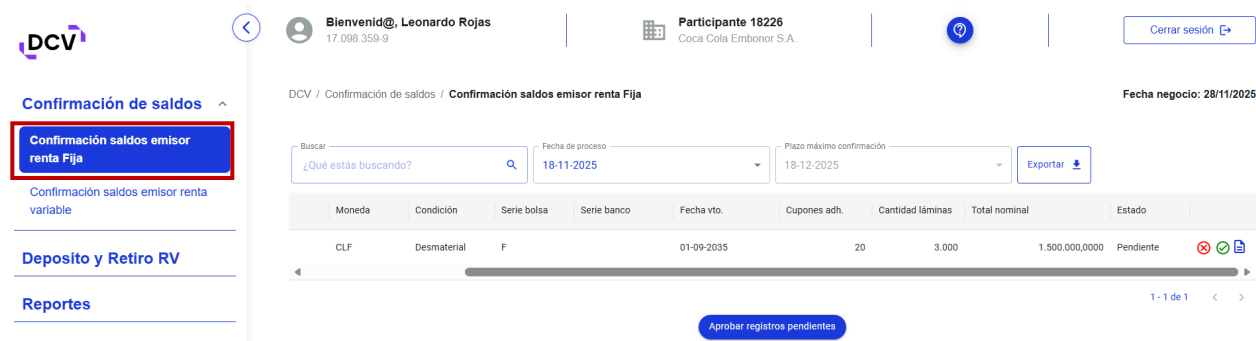 DCV
Bienvenid@, Leonardo Rojas
17.098.359-9
Participante 18226
Coca Cola Embonor S.A.
Cerrar sesión
Confirmación de saldos
Confirmación saldos emisor
renta Fija
Confirmación saldos emisor renta
variable
Deposito y Retiro RV
Reportes
DCV / Confirmación de saldos / Confirmación saldos emisor renta Fija
Fecha negocio: 28/11/2025
Buscar
¿Qué estás buscando?
Fecha de proceso
18-11-2025
Plazo máximo confirmación
18-12-2025
Exportar
Moneda Condición Serie bolsa Serie banco Fecha vto. Cupones adh. Cantidad láminas Total nominal Estado
CLF Desmaterial F 01-09-2035 20 3.000 1.500.000,0000 Pendiente
1 - 1 de 1
Aprobar registros pendientes